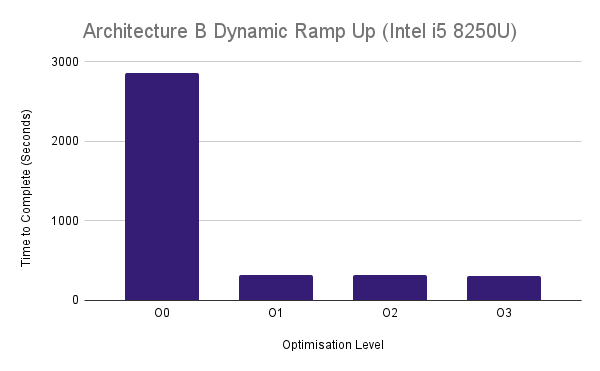 Architecture B Dynamic Ramp Up (Intel i5 8250U)
3000
2000
1000
0
Time to Complete (Seconds)
O0
O1
O2
O3
Optimisation Level